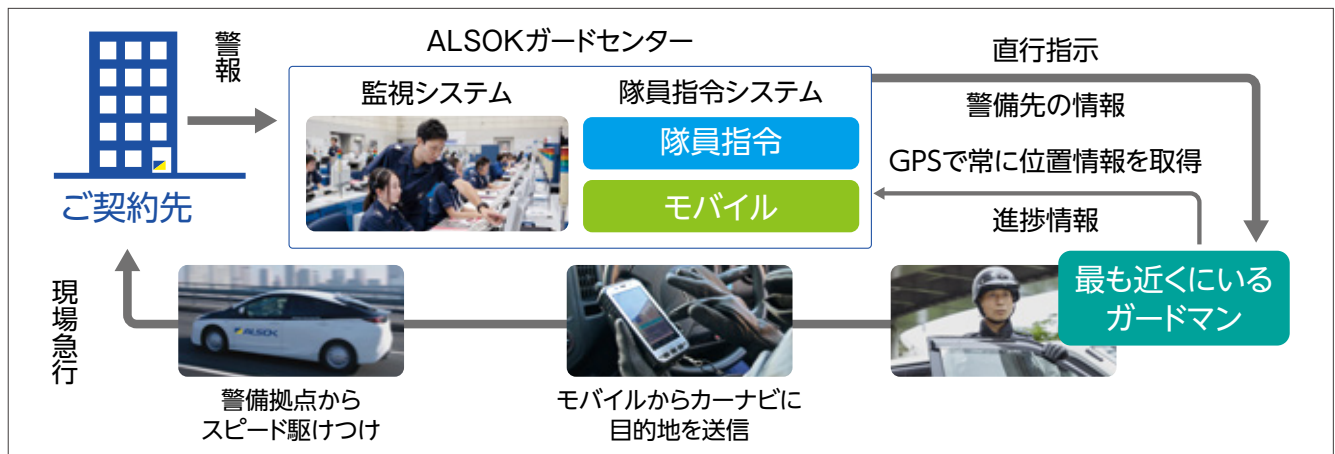 警報
ALSOKガードセンター
監視システム
隊員指令システム
隊員指令
モバイル
直行指示
警備先の情報
GPSで常に位置情報を取得
進捗情報
ご契約先
最も近くにいる
ガードマン
現場急行
ALSOK
警備拠点から
スピード駆けつけ
モバイルからカーナビに
目的地を送信